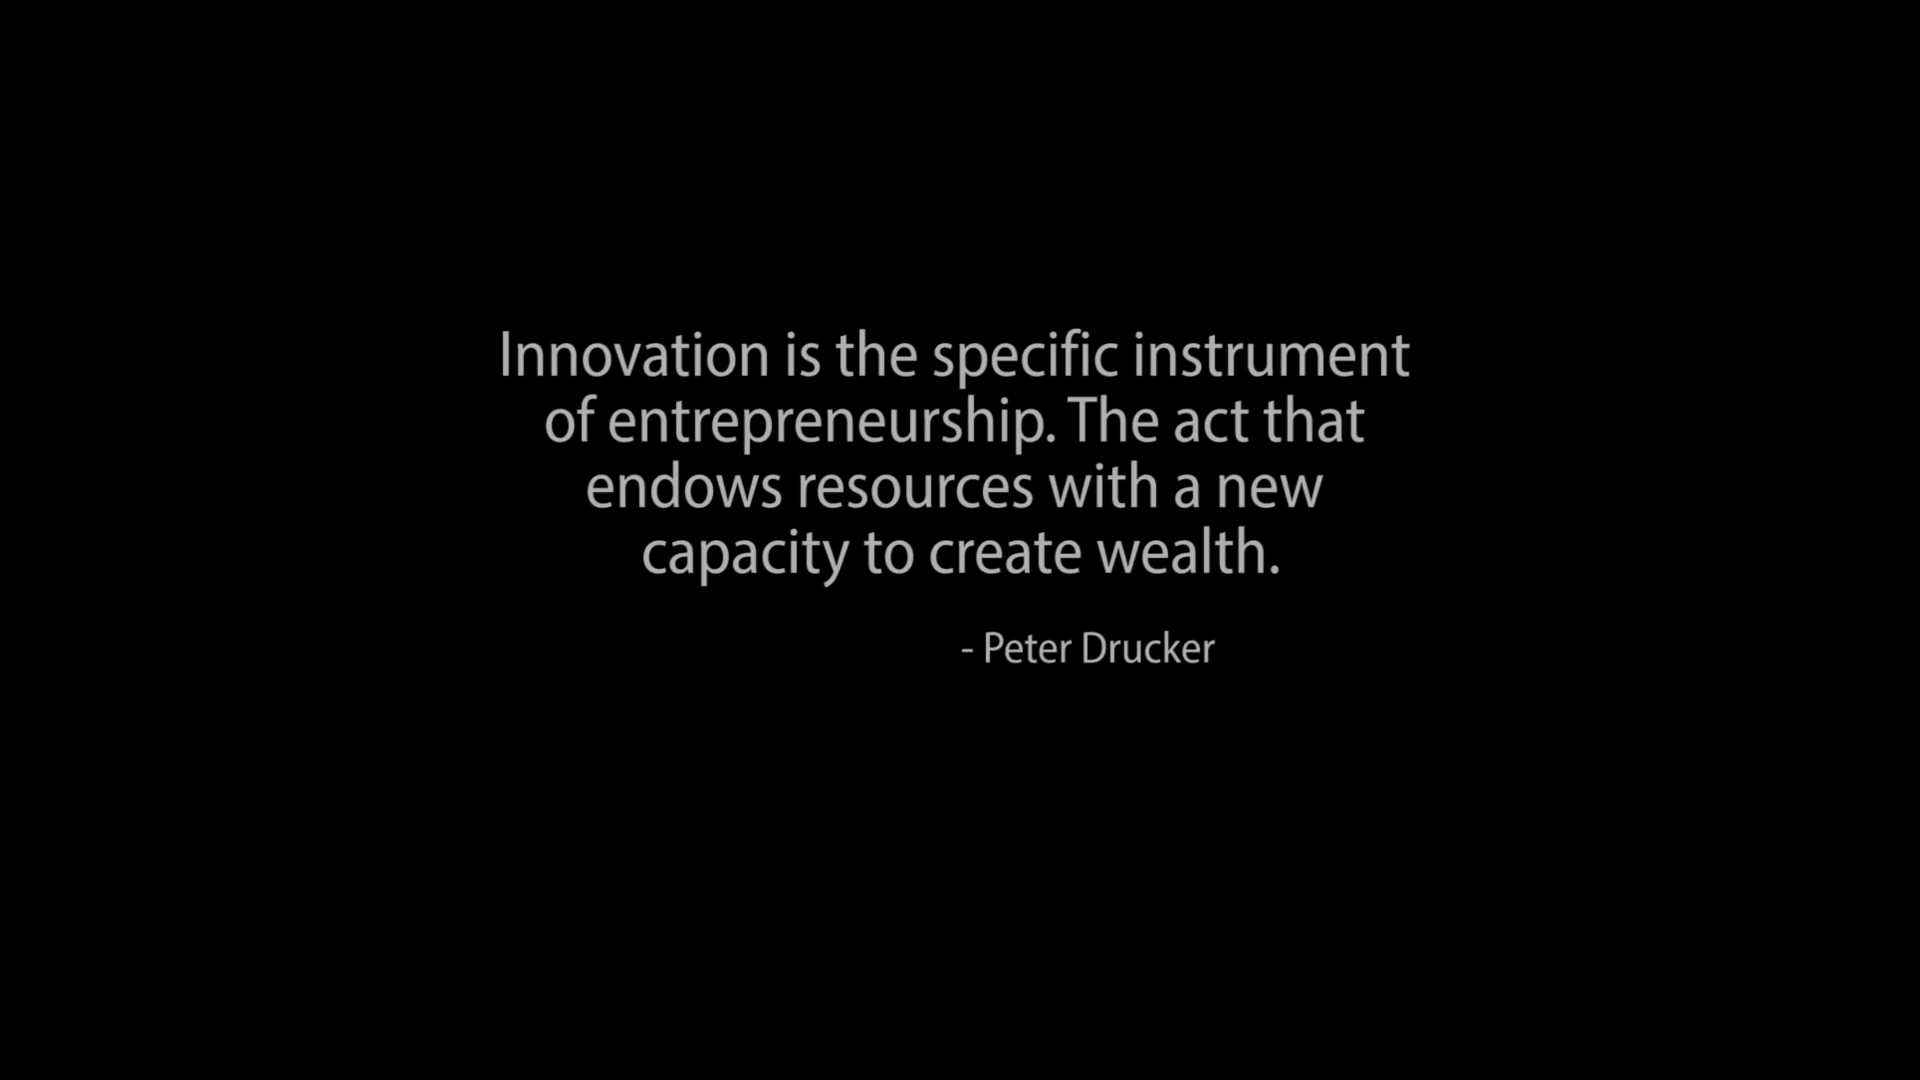 Innovation is the specific instrument
of entrepreneurship. The act that
endows resources with a new
capacity to create wealth.
- Peter Drucker